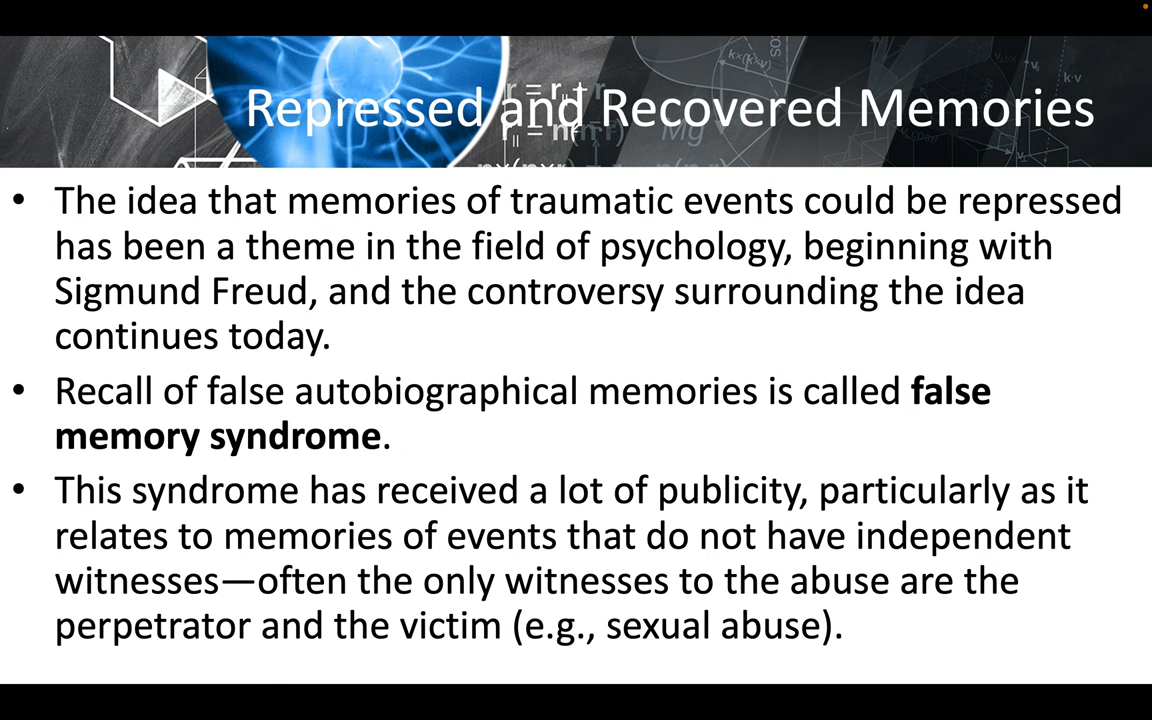 Repressed and Recovered Memories
• The idea that memories of traumatic events could be repressed
has been a theme in the field of psychology, beginning with
Sigmund Freud, and the controversy surrounding the idea
continues today.
• Recall of false autobiographical memories is called false
memory syndrome.
• This syndrome has received a lot of publicity, particularly as it
relates to memories of events that do not have independent
witnesses—often the only witnesses to the abuse are the
perpetrator and the victim (e.g., sexual abuse).